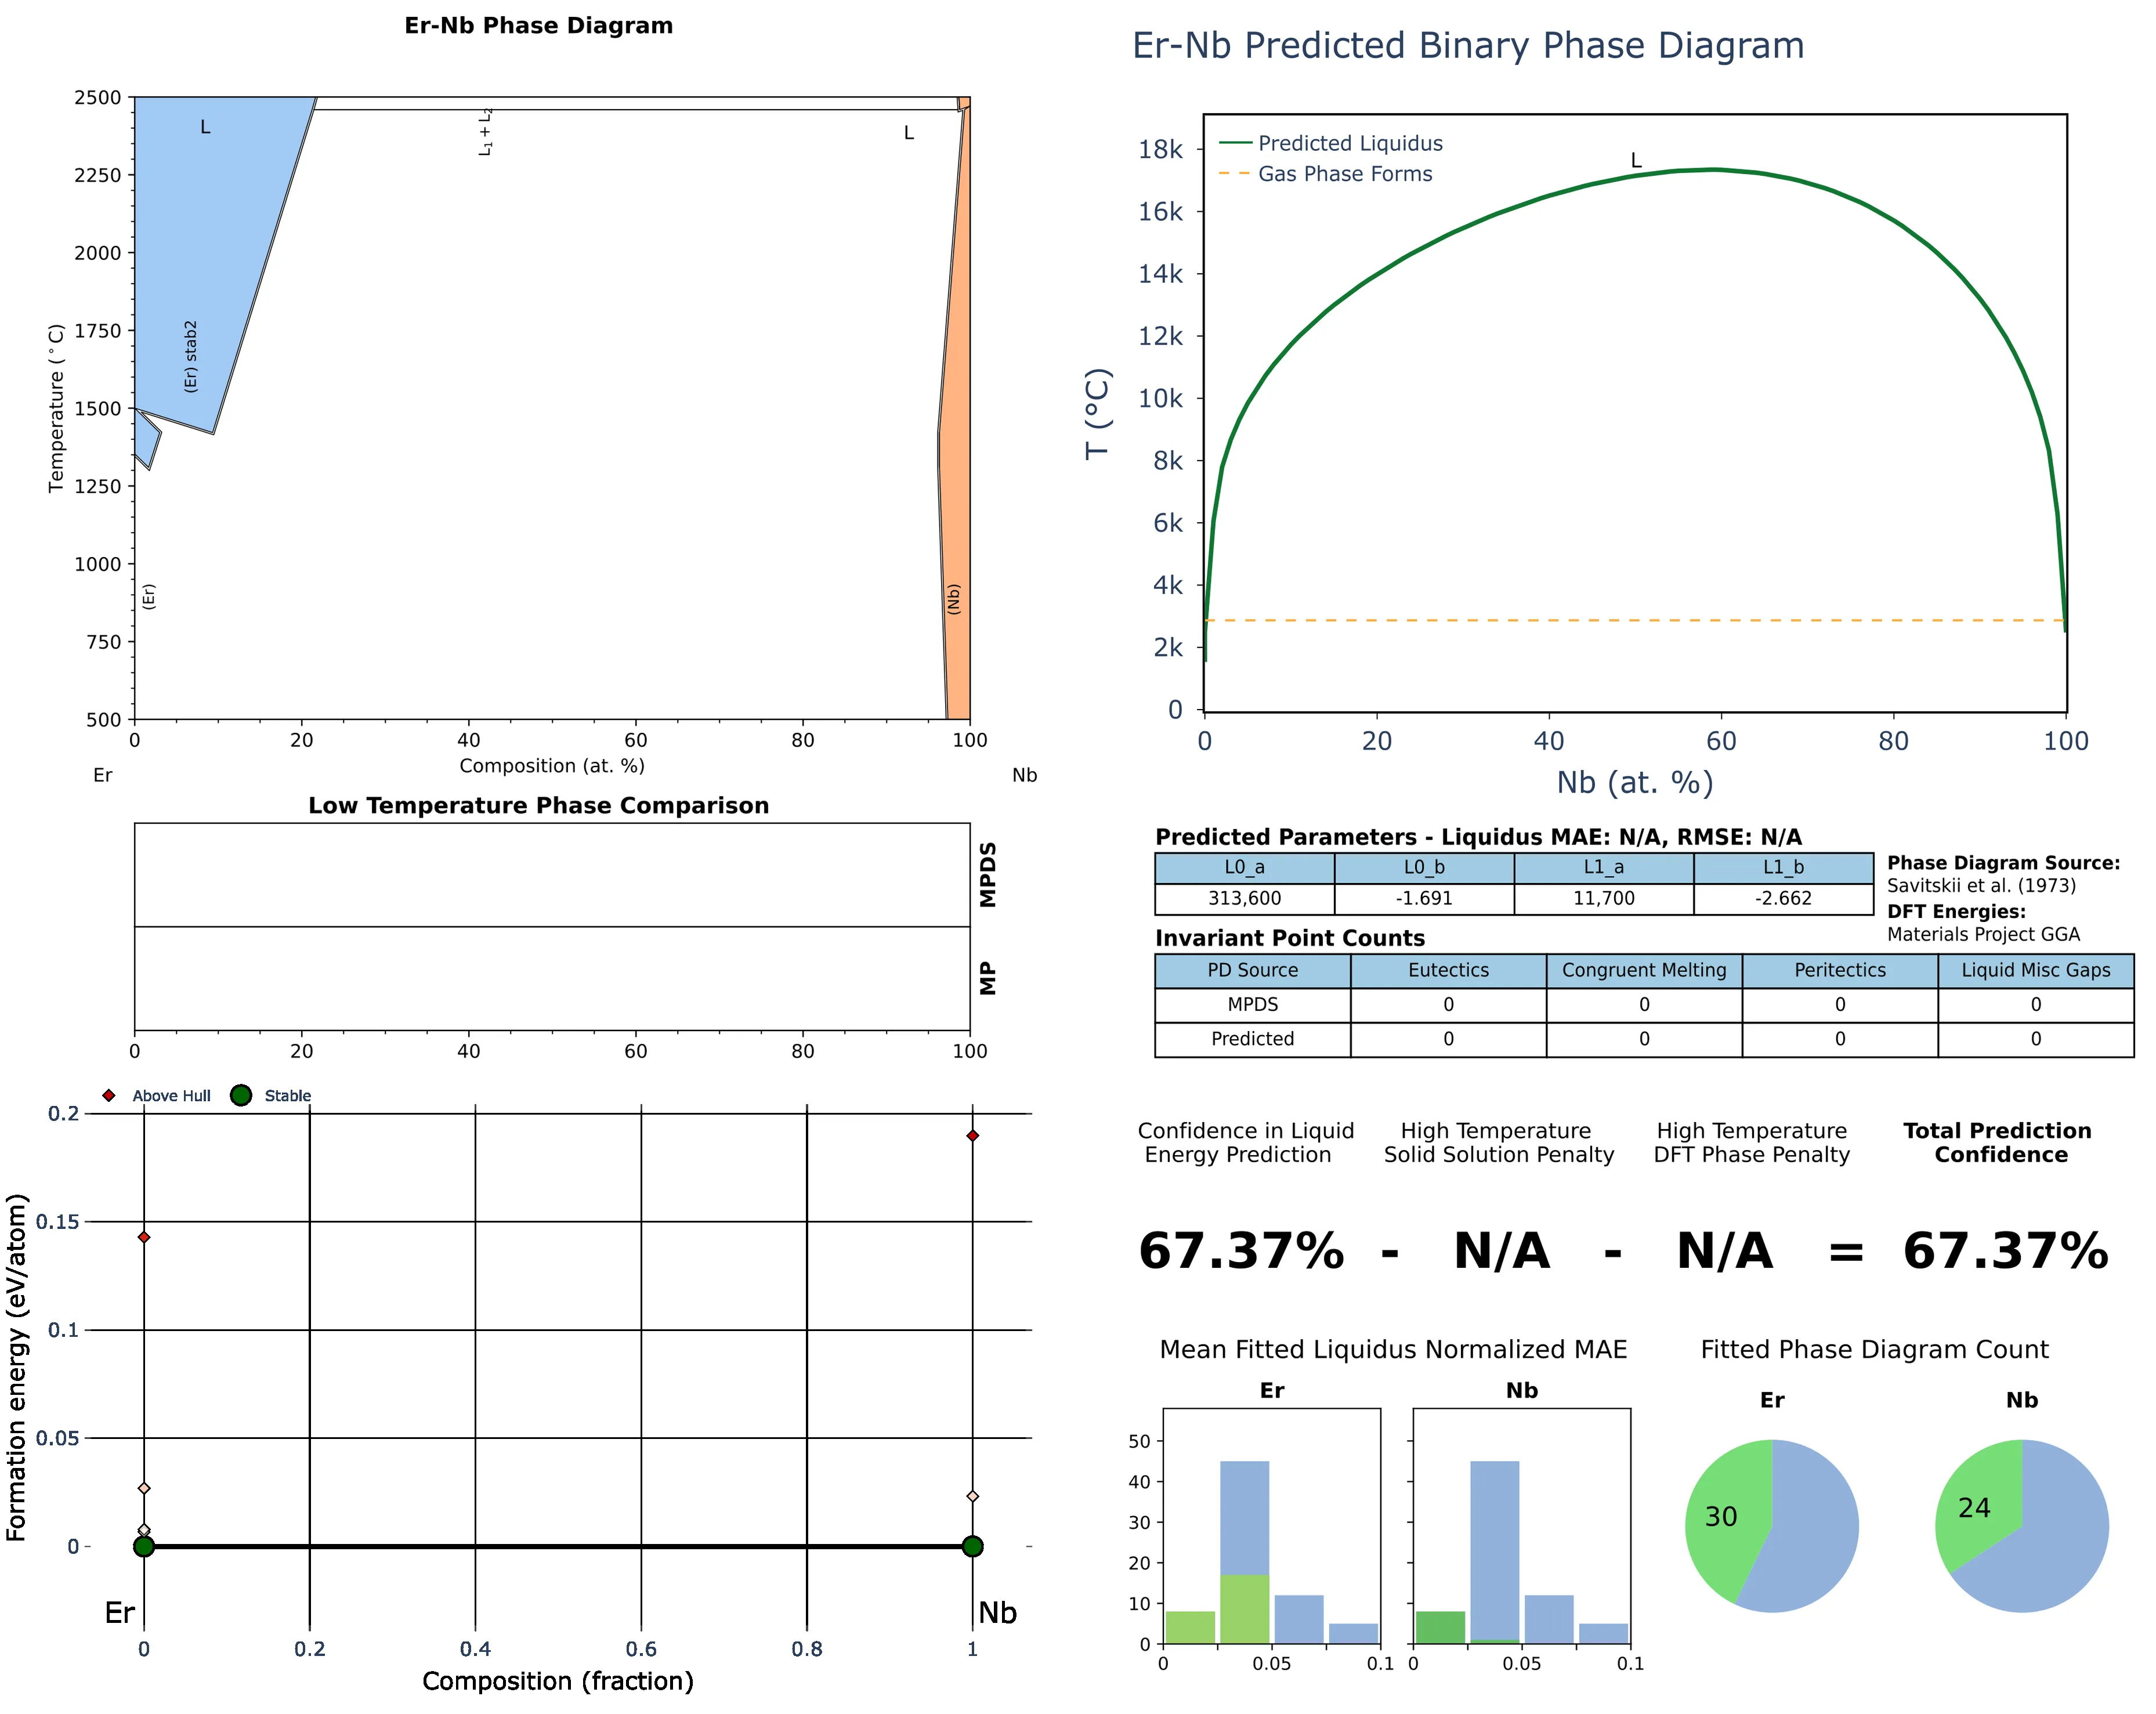 Er-Nb Phase Diagram
2500
2250
2000
1750
1500
1250
1000
750
500
Temperature (°C)
L
L₁ + L₂
L
(Er) stab2
(Er)
(Nb)
0 20 40 60 80 100
Composition (at. %)
Er Nb
Low Temperature Phase Comparison
MPDS
MP
0 20 40 60 80 100
Above Hull Stable
0.2
0.15
0.1
0.05
0
Formation energy (eV/atom)
Er Nb
0 0.2 0.4 0.6 0.8 1
Composition (fraction)
Er-Nb Predicted Binary Phase Diagram
Predicted Liquidus
Gas Phase Forms
L
18k
16k
14k
12k
10k
8k
6k
4k
2k
0
T (°C)
0 20 40 60 80 100
Nb (at. %)
Predicted Parameters - Liquidus MAE: N/A, RMSE: N/A
L0_a L0_b L1_a L1_b
313,600 -1.691 11,700 -2.662
Phase Diagram Source:
Savitskii et al. (1973)
DFT Energies:
Materials Project GGA
Invariant Point Counts
PD Source Eutectics Congruent Melting Peritectics Liquid Misc Gaps
MPDS 0 0 0 0
Predicted 0 0 0 0
Confidence in Liquid
Energy Prediction
High Temperature
Solid Solution Penalty
High Temperature
DFT Phase Penalty
Total Prediction
Confidence
67.37% - N/A - N/A = 67.37%
Mean Fitted Liquidus Normalized MAE
Er Nb
50
40
30
20
10
0
0 0.05 0.1
0 0.05 0.1
Fitted Phase Diagram Count
Er Nb
30 24